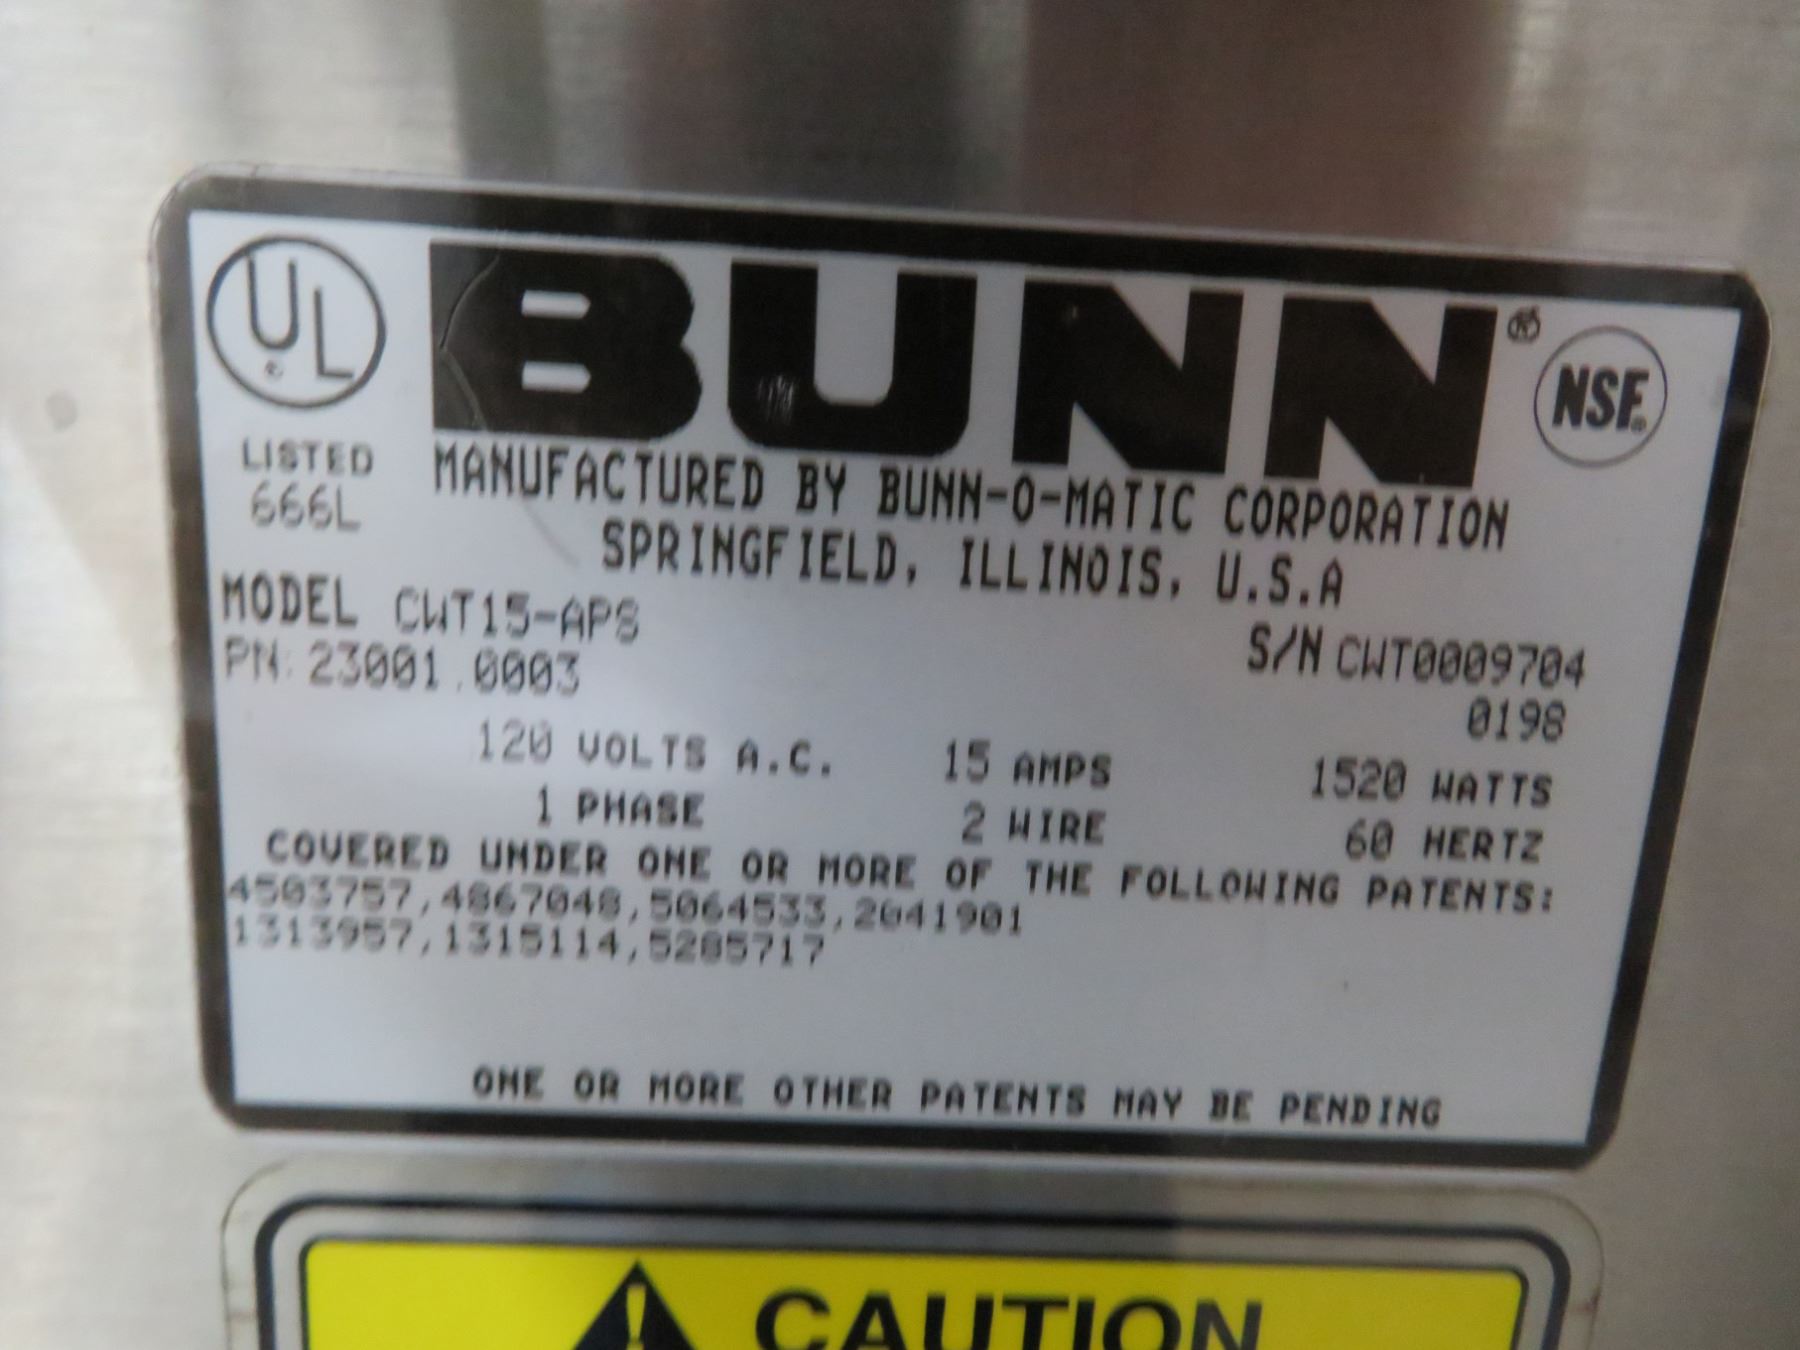 UL
BUNN®
NSF®
LISTED
666L
MANUFACTURED BY BUNN-O-MATIC CORPORATION
SPRINGFIELD, ILLINOIS, U.S.A
MODEL CWT15-APS
S/N CWT0009704
PN: 23001.0003
0198
120 VOLTS A.C. 15 AMPS 1520 WATTS
1 PHASE 2 WIRE 60 HERTZ
COVERED UNDER ONE OR MORE OF THE FOLLOWING PATENTS:
4503757,4867048,5064533,2041901
1313957,1315114,5285717
ONE OR MORE OTHER PATENTS MAY BE PENDING
CAUTION